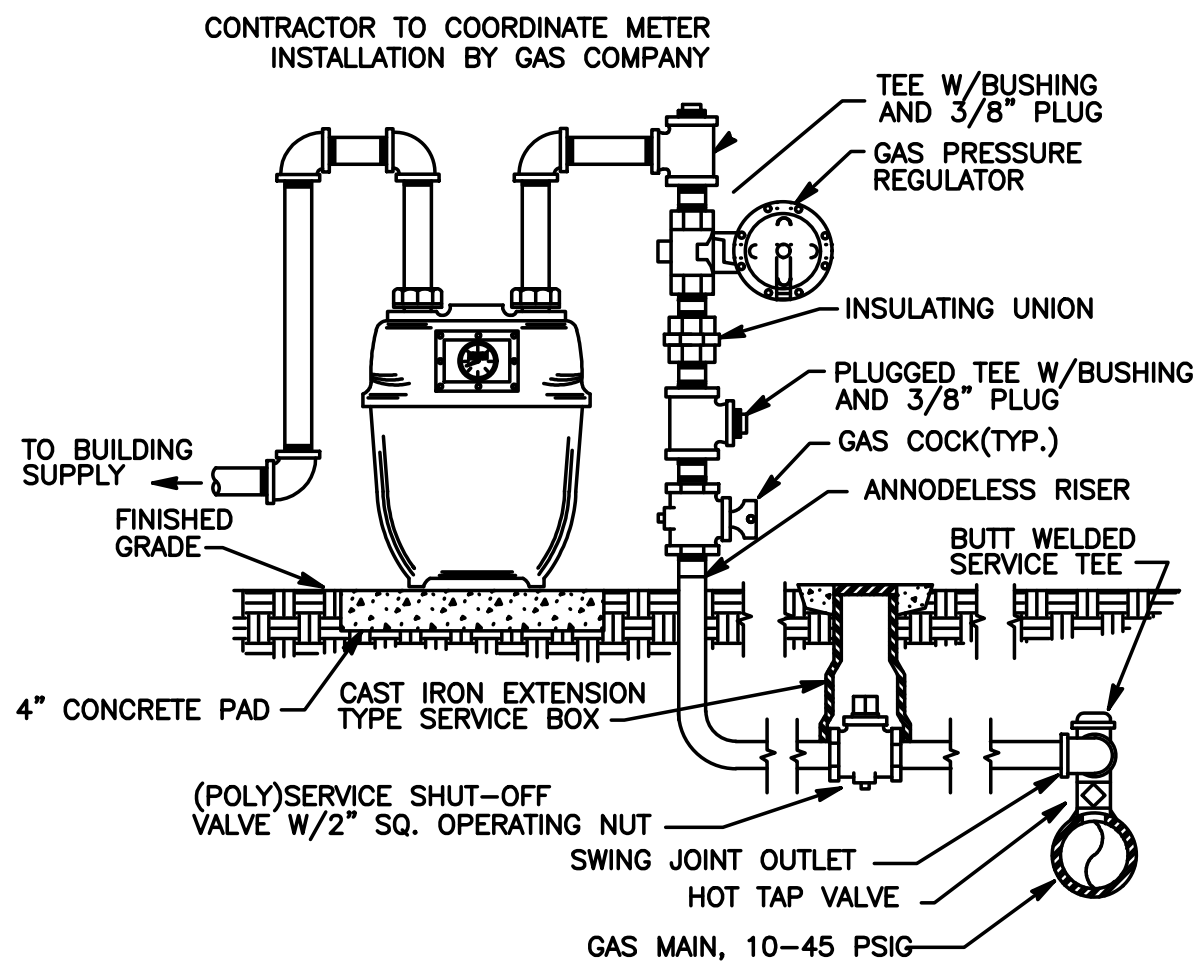 CONTRACTOR TO COORDINATE METER
INSTALLATION BY GAS COMPANY
TEE W/BUSHING
AND 3/8" PLUG
GAS PRESSURE
REGULATOR
INSULATING UNION
PLUGGED TEE W/BUSHING
AND 3/8" PLUG
GAS COCK(TYP.)
TO BUILDING
SUPPLY
ANNODELESS RISER
FINISHED
GRADE
BUTT WELDED
SERVICE TEE
4" CONCRETE PAD
CAST IRON EXTENSION
TYPE SERVICE BOX
(POLY)SERVICE SHUT-OFF
VALVE W/2" SQ. OPERATING NUT
SWING JOINT OUTLET
HOT TAP VALVE
GAS MAIN, 10-45 PSIG